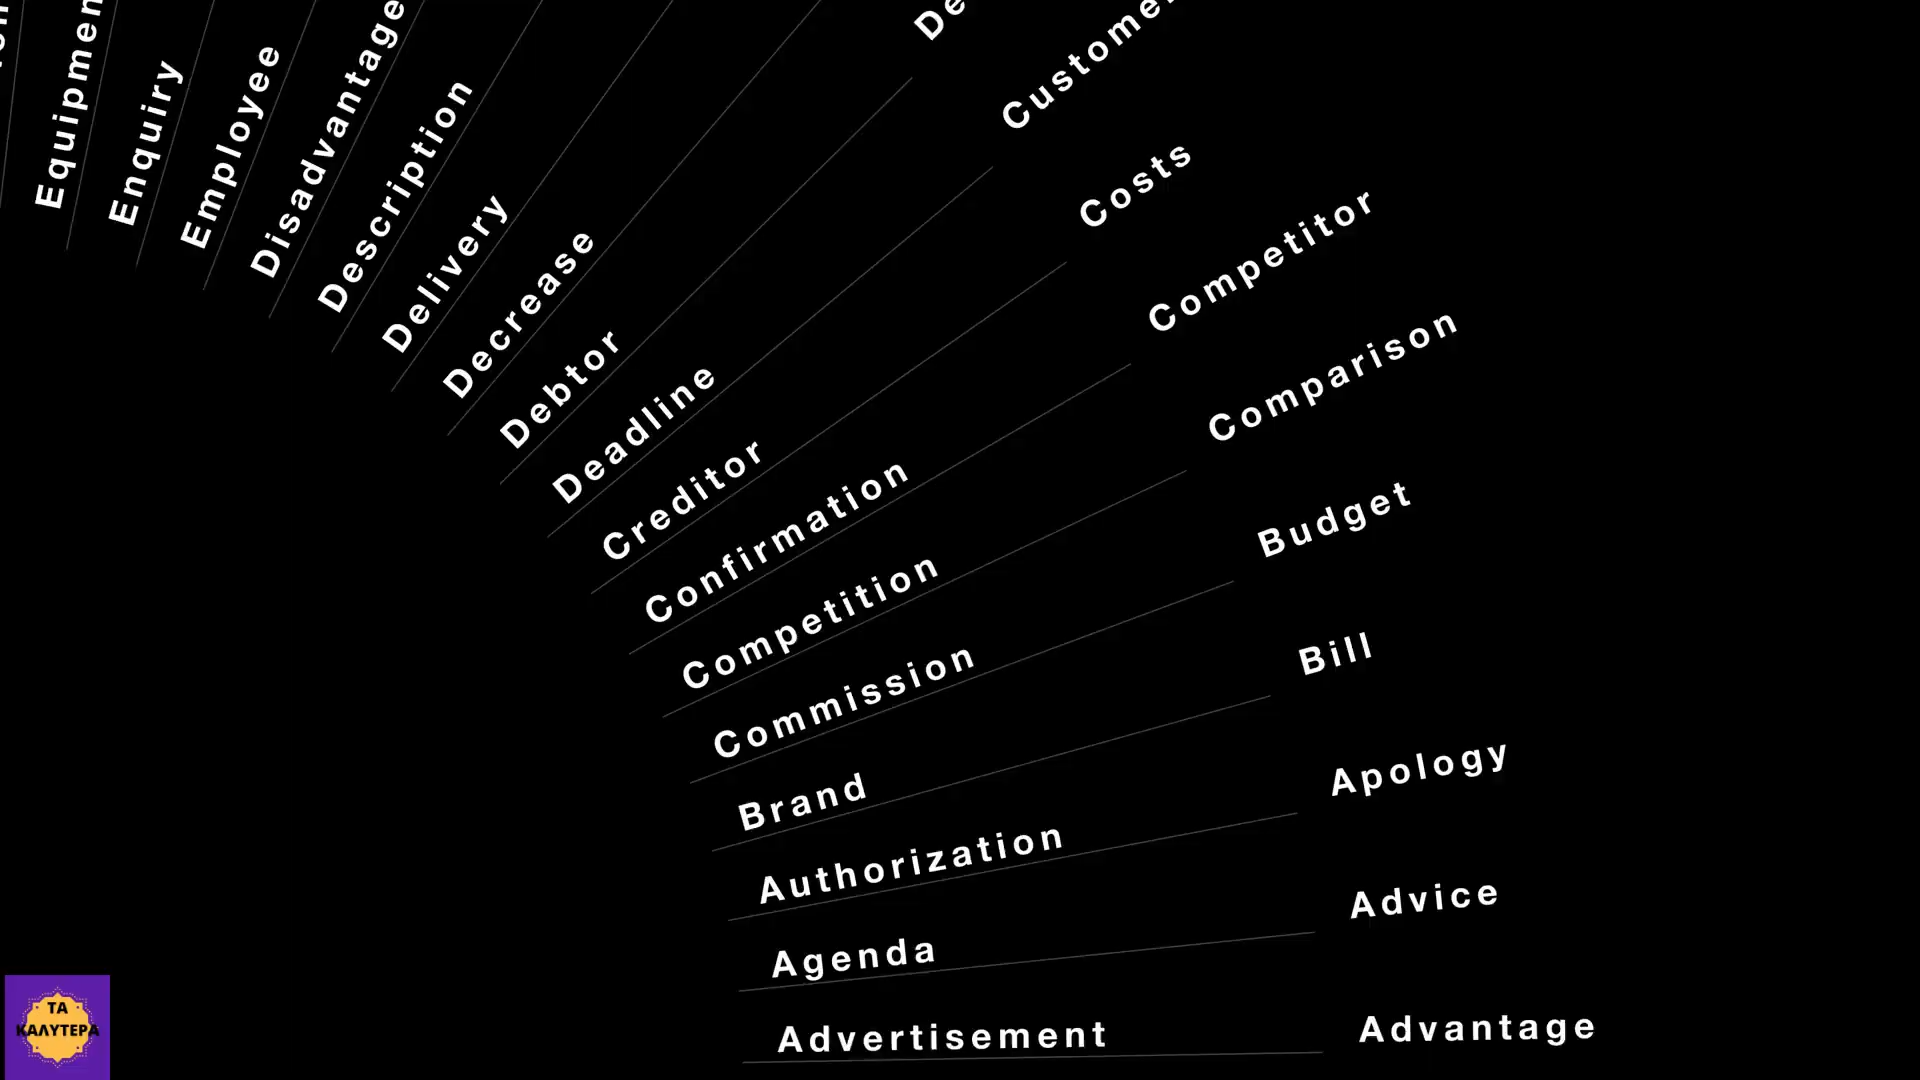 Equipmen
Enquiry
Employee
Disadvantage
Description
Delivery
Decrease
Debtor
De
Deadline
Custome
Creditor
Costs
Confirmation
Competitor
Competition
Comparison
Commission
Budget
Brand
Bill
Authorization
Apology
Agenda
Advice
Advertisement
Advantage
ΤΑ
ΚΑΛΥΤΕΡΑ